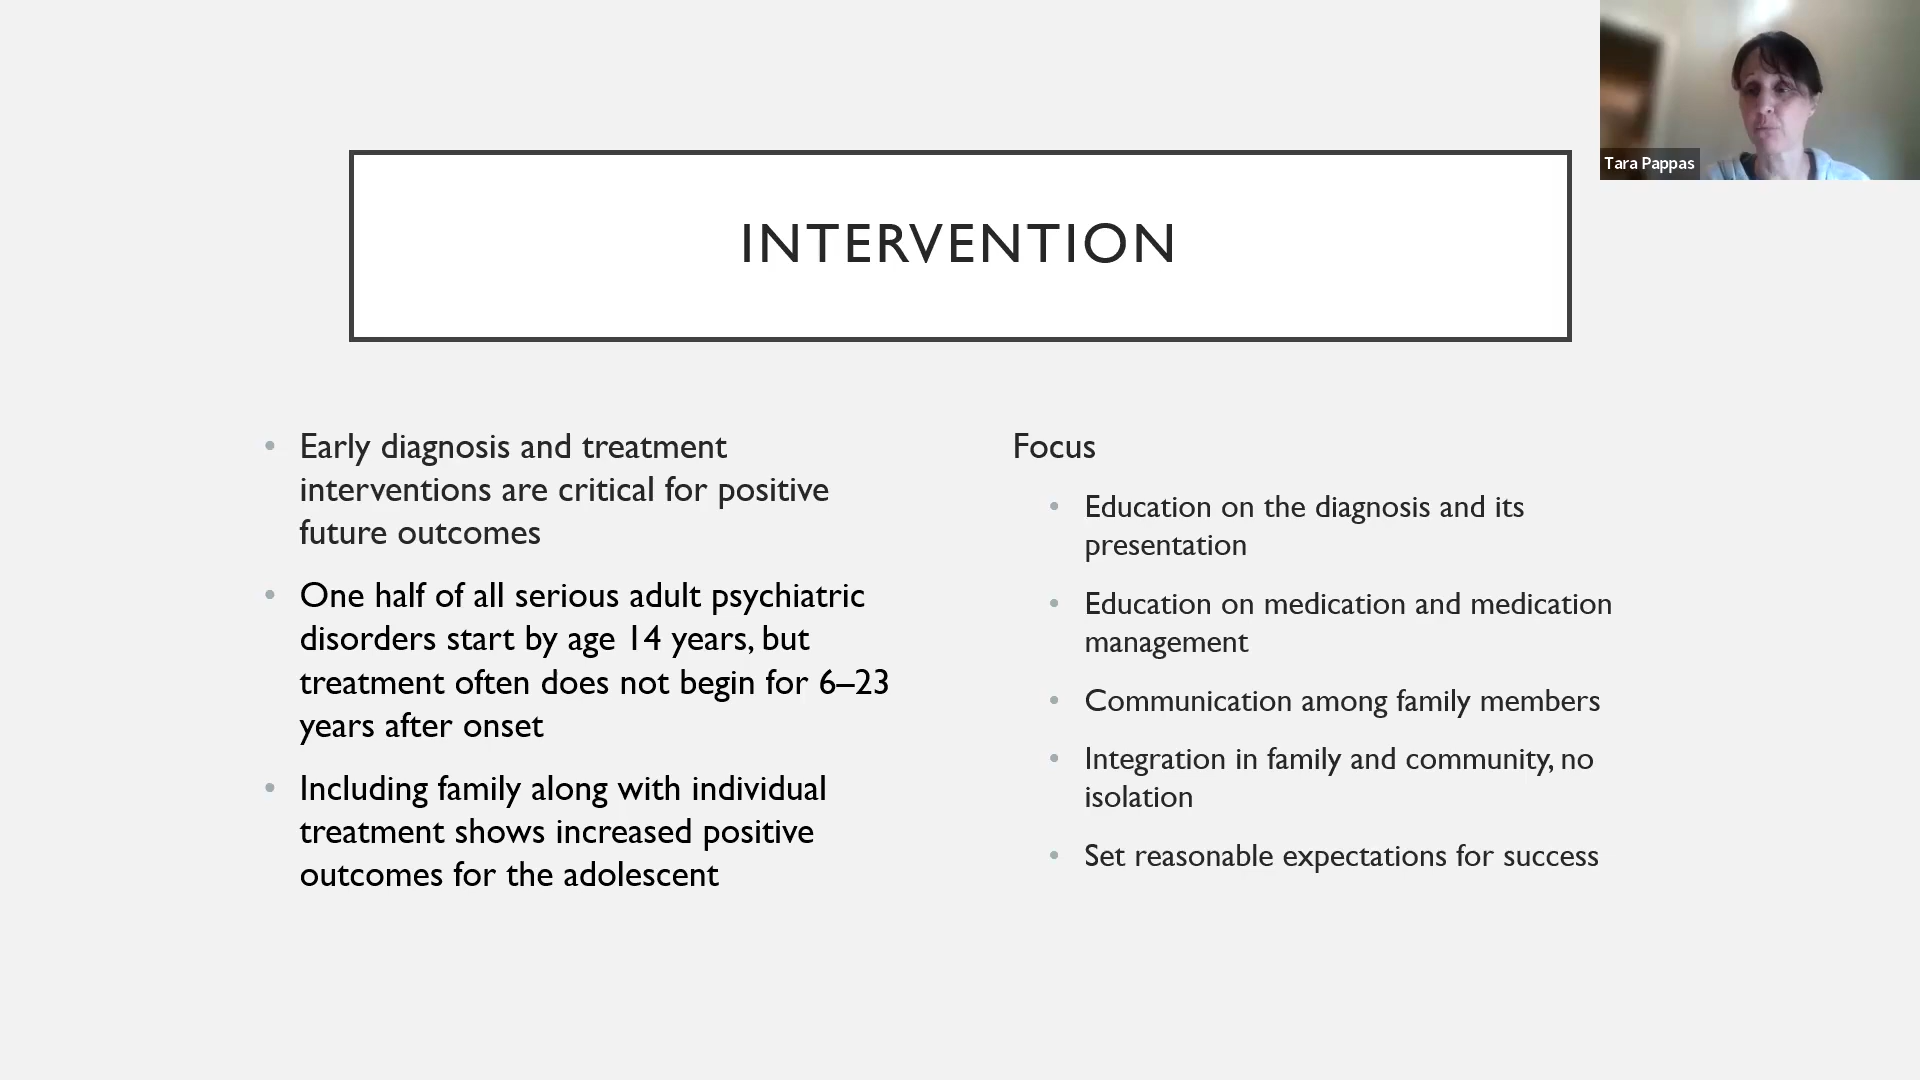 Tara Pappas
INTERVENTION
• Early diagnosis and treatment
interventions are critical for positive
future outcomes
• One half of all serious adult psychiatric
disorders start by age 14 years, but
treatment often does not begin for 6–23
years after onset
• Including family along with individual
treatment shows increased positive
outcomes for the adolescent
Focus
• Education on the diagnosis and its
presentation
• Education on medication and medication
management
• Communication among family members
• Integration in family and community, no
isolation
• Set reasonable expectations for success